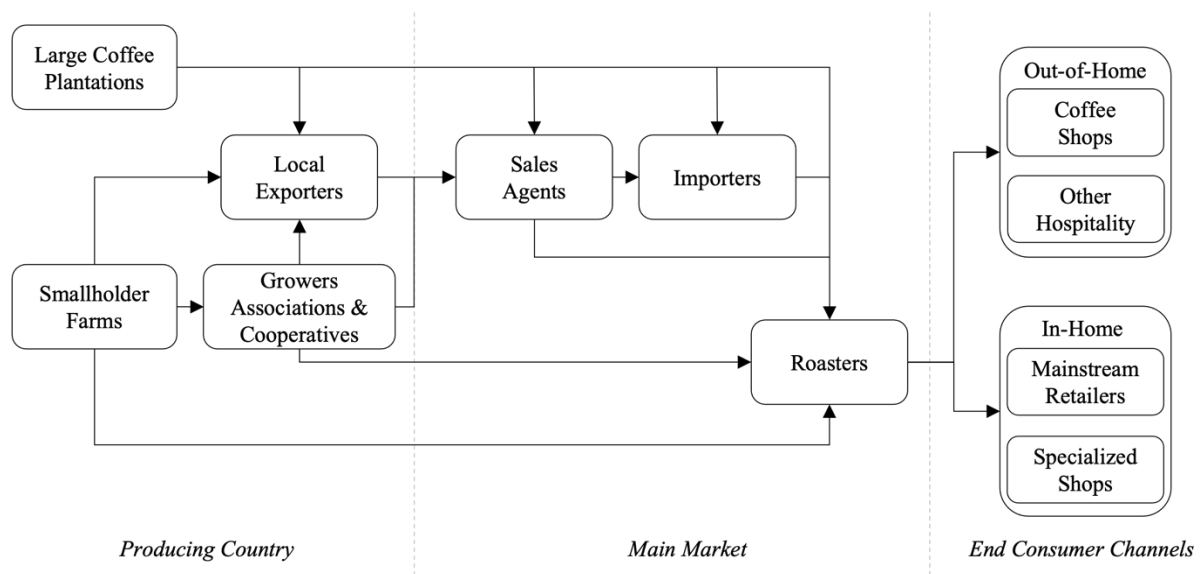 Large Coffee
Plantations
Local
Exporters
Smallholder
Farms
Growers
Associations &
Cooperatives
Producing Country
Sales
Agents
Importers
Roasters
Main Market
Out-of-Home
Coffee
Shops
Other
Hospitality
In-Home
Mainstream
Retailers
Specialized
Shops
End Consumer Channels